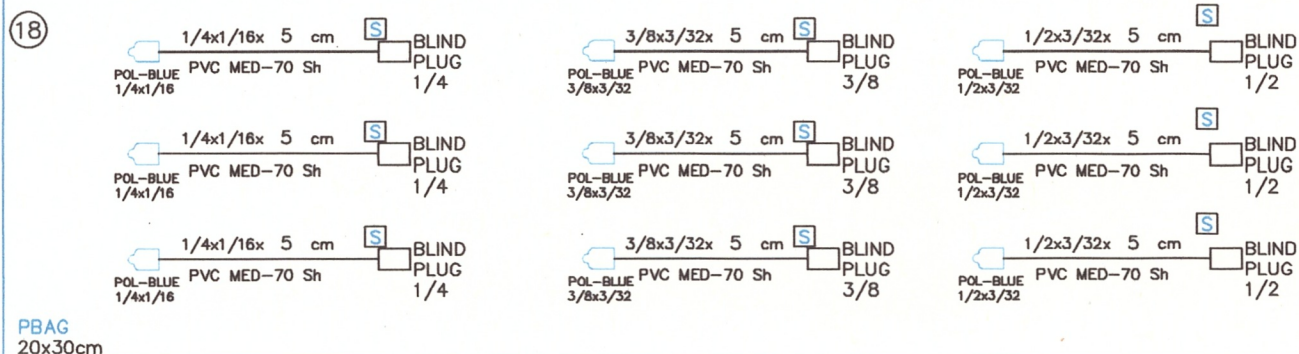 18
1/4x1/16x 5 cm S BLIND 3/8x3/32x 5 cm S BLIND 1/2x3/32x 5 cm S BLIND
POL-BLUE PVC MED-70 Sh PLUG POL-BLUE PVC MED-70 Sh PLUG POL-BLUE PVC MED-70 Sh PLUG
1/4x1/16 1/4 3/8x3/32 3/8 1/2x3/32 1/2
1/4x1/16x 5 cm S BLIND 3/8x3/32x 5 cm S BLIND 1/2x3/32x 5 cm S BLIND
POL-BLUE PVC MED-70 Sh PLUG POL-BLUE PVC MED-70 Sh PLUG POL-BLUE PVC MED-70 Sh PLUG
1/4x1/16 1/4 3/8x3/32 3/8 1/2x3/32 1/2
1/4x1/16x 5 cm S BLIND 3/8x3/32x 5 cm S BLIND 1/2x3/32x 5 cm S BLIND
POL-BLUE PVC MED-70 Sh PLUG POL-BLUE PVC MED-70 Sh PLUG POL-BLUE PVC MED-70 Sh PLUG
1/4x1/16 1/4 3/8x3/32 3/8 1/2x3/32 1/2
PBAG
20x30cm